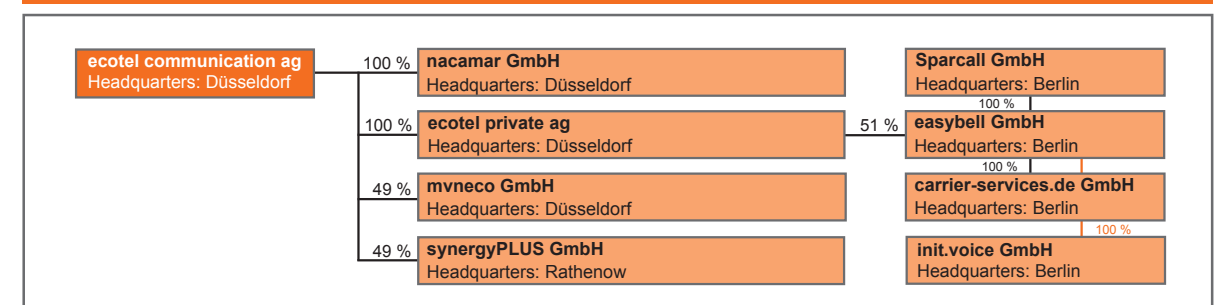 ecotel communication ag
Headquarters: Düsseldorf
100 %
nacamar GmbH
Headquarters: Düsseldorf
100 %
ecotel private ag
Headquarters: Düsseldorf
49 %
mvneco GmbH
Headquarters: Düsseldorf
49 %
synergyPLUS GmbH
Headquarters: Rathenow
Sparcall GmbH
Headquarters: Berlin
100 %
51 %
easybell GmbH
Headquarters: Berlin
100 %
carrier-services.de GmbH
Headquarters: Berlin
100 %
init.voice GmbH
Headquarters: Berlin